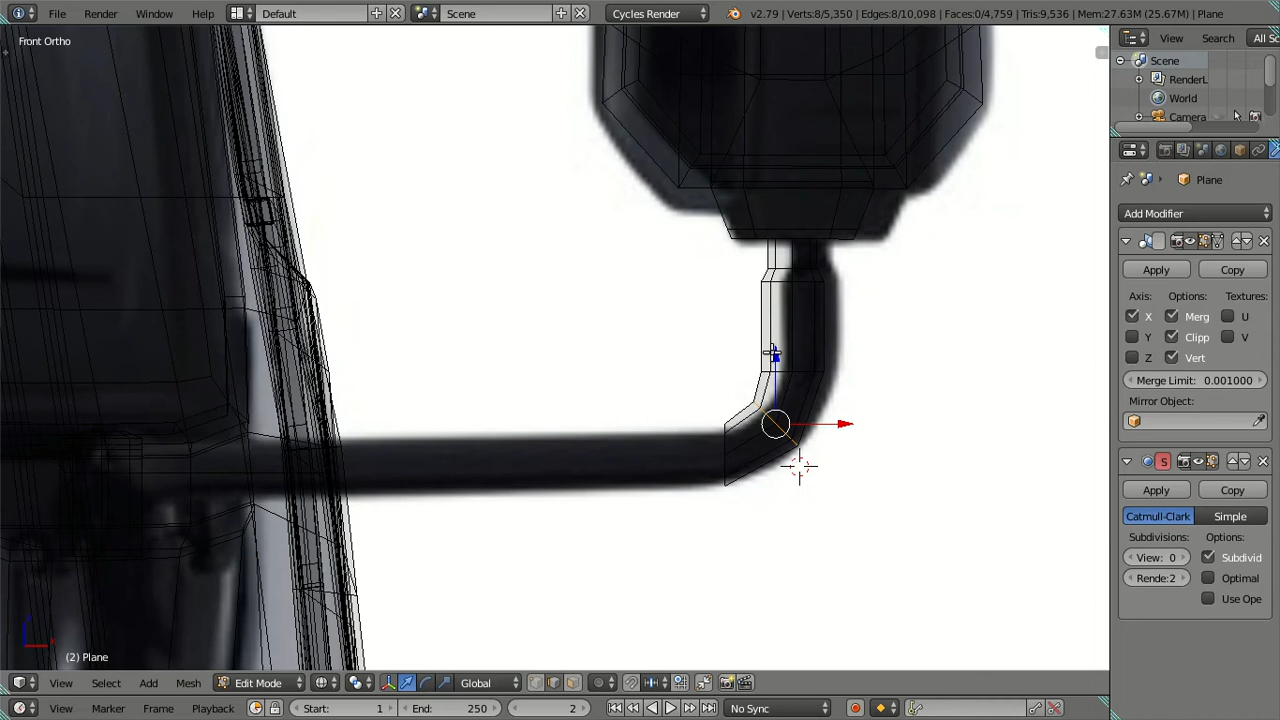 File Render Window Help Default Scene Cycles Render v2.79 | Verts:8/5,350 | Edges:8/10,098 | Faces:0/4,759 | Tris:9,536 | Mem:27.63M (25.67M) | Plane
Front Ortho
View Search All Sc
Scene
RenderL
World
Camera
Plane
Add Modifier
Apply Copy
Axis: Options: Textures:
X Merg U
Y Clipp V
Z Vert
Merge Limit: 0.001000
Mirror Object:
S
Apply Copy
Catmull-Clark Simple
Subdivisions: Options:
View: 0 Subdivid
Rende:2 Optimal
Use Ope
(2) Plane
View Select Add Mesh Edit Mode Global
View Marker Frame Playback Start: 1 End: 250 2 No Sync